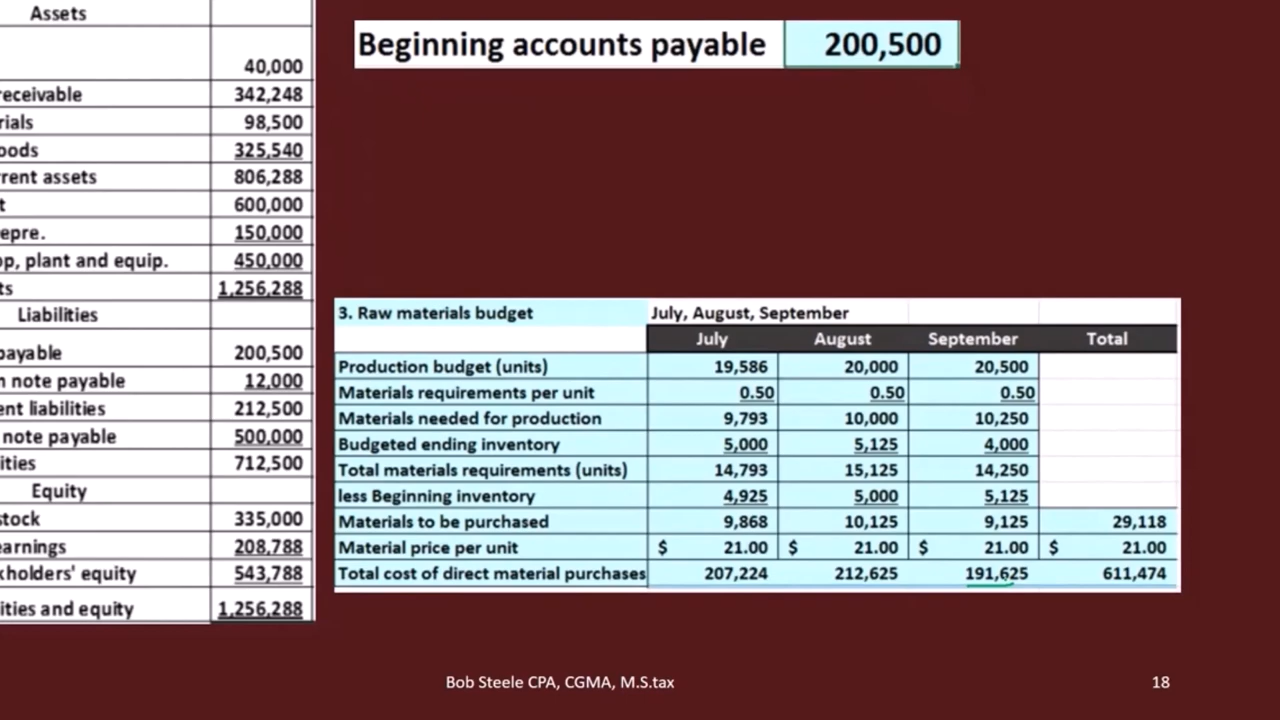 Assets
40,000
receivable 342,248
rials 98,500
oods 325,540
rrent assets 806,288
t 600,000
epre. 150,000
op, plant and equip. 450,000
ts 1,256,288
Liabilities
payable 200,500
n note payable 12,000
ent liabilities 212,500
note payable 500,000
ities 712,500
Equity
stock 335,000
earnings 208,788
kholders' equity 543,788
ities and equity 1,256,288
Beginning accounts payable 200,500
3. Raw materials budget July, August, September
July August September Total
Production budget (units) 19,586 20,000 20,500
Materials requirements per unit 0.50 0.50 0.50
Materials needed for production 9,793 10,000 10,250
Budgeted ending inventory 5,000 5,125 4,000
Total materials requirements (units) 14,793 15,125 14,250
less Beginning inventory 4,925 5,000 5,125
Materials to be purchased 9,868 10,125 9,125 29,118
Material price per unit $ 21.00 $ 21.00 $ 21.00 $ 21.00
Total cost of direct material purchases 207,224 212,625 191,625 611,474
Bob Steele CPA, CGMA, M.S.tax 18